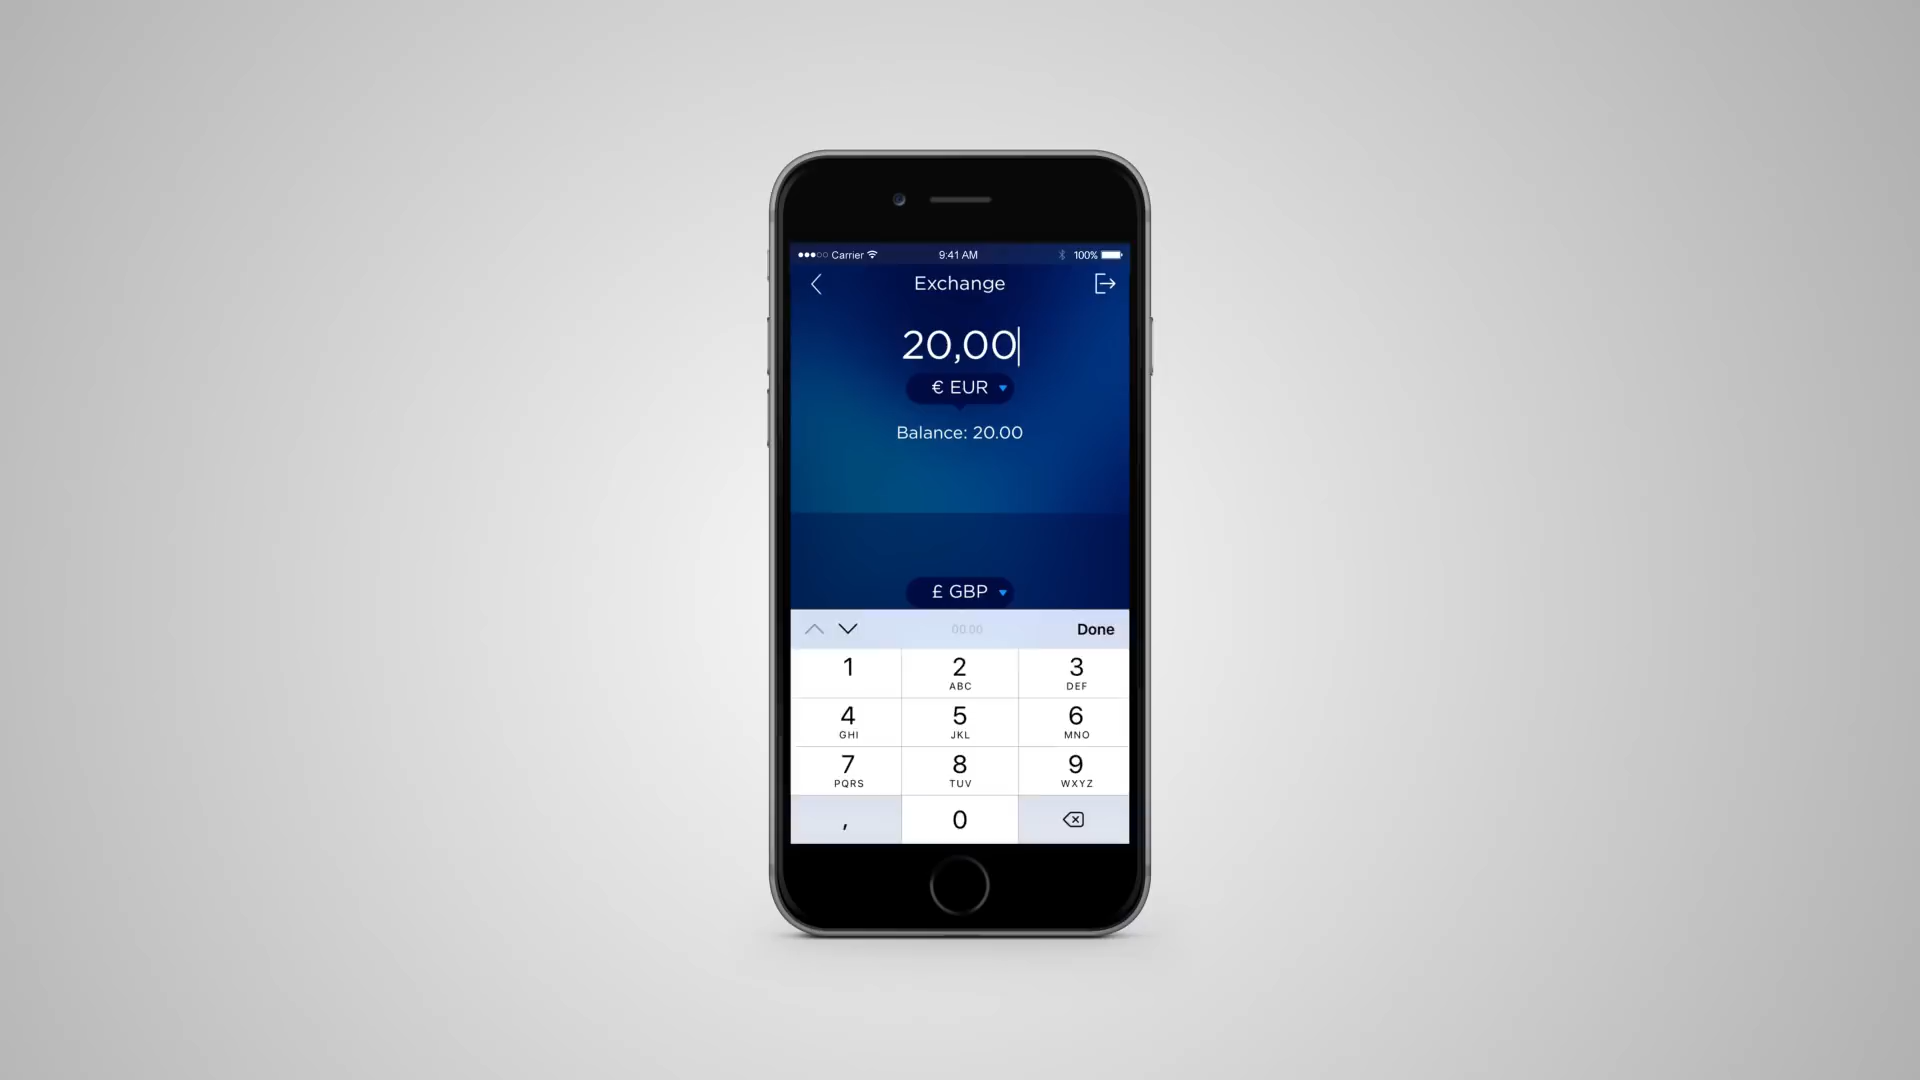 Carrier 9:41 AM 100%
Exchange
20,00
€ EUR
Balance: 20.00
£ GBP
00.00 Done
1 2 3
ABC DEF
4 5 6
GHI JKL MNO
7 8 9
PQRS TUV WXYZ
, 0